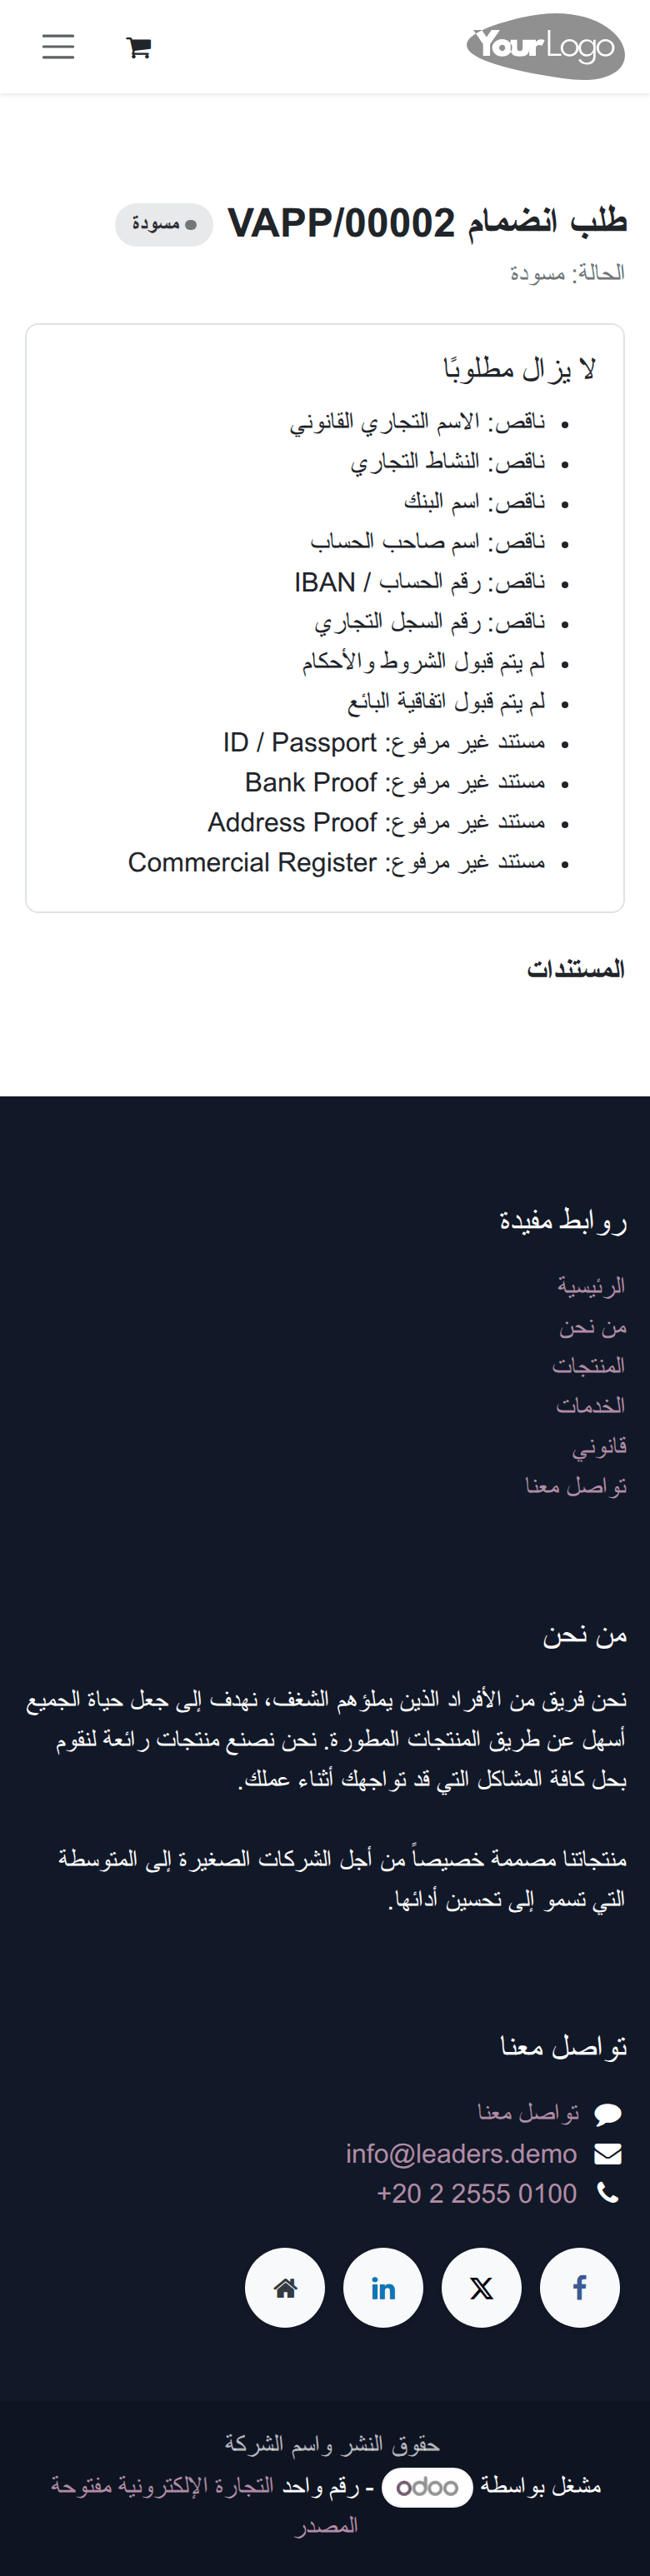 YourLogo
طلب انضمام VAPP/00002
مسودة
الحالة: مسودة
لا يزال مطلوبًا
ناقص: الاسم التجاري القانوني
ناقص: النشاط التجاري
ناقص: اسم البنك
ناقص: اسم صاحب الحساب
ناقص: رقم الحساب / IBAN
ناقص: رقم السجل التجاري
لم يتم قبول الشروط والأحكام
لم يتم قبول اتفاقية البائع
مستند غير مرفوع: ID / Passport
مستند غير مرفوع: Bank Proof
مستند غير مرفوع: Address Proof
مستند غير مرفوع: Commercial Register
المستندات
روابط مفيدة
الرئيسية
من نحن
المنتجات
الخدمات
قانوني
تواصل معنا
من نحن
نحن فريق من الأفراد الذين يملؤهم الشغف، نهدف إلى جعل حياة الجميع
أسهل عن طريق المنتجات المطورة. نحن نصنع منتجات رائعة لنقوم
بحل كافة المشاكل التي قد تواجهك أثناء عملك.
منتجاتنا مصممة خصيصاً من أجل الشركات الصغيرة إلى المتوسطة
التي تسمو إلى تحسين أدائها.
تواصل معنا
تواصل معنا
info@leaders.demo
+20 2 2555 0100
حقوق النشر واسم الشركة
مشغل بواسطة odoo - رقم واحد التجارة الإلكترونية مفتوحة
المصدر